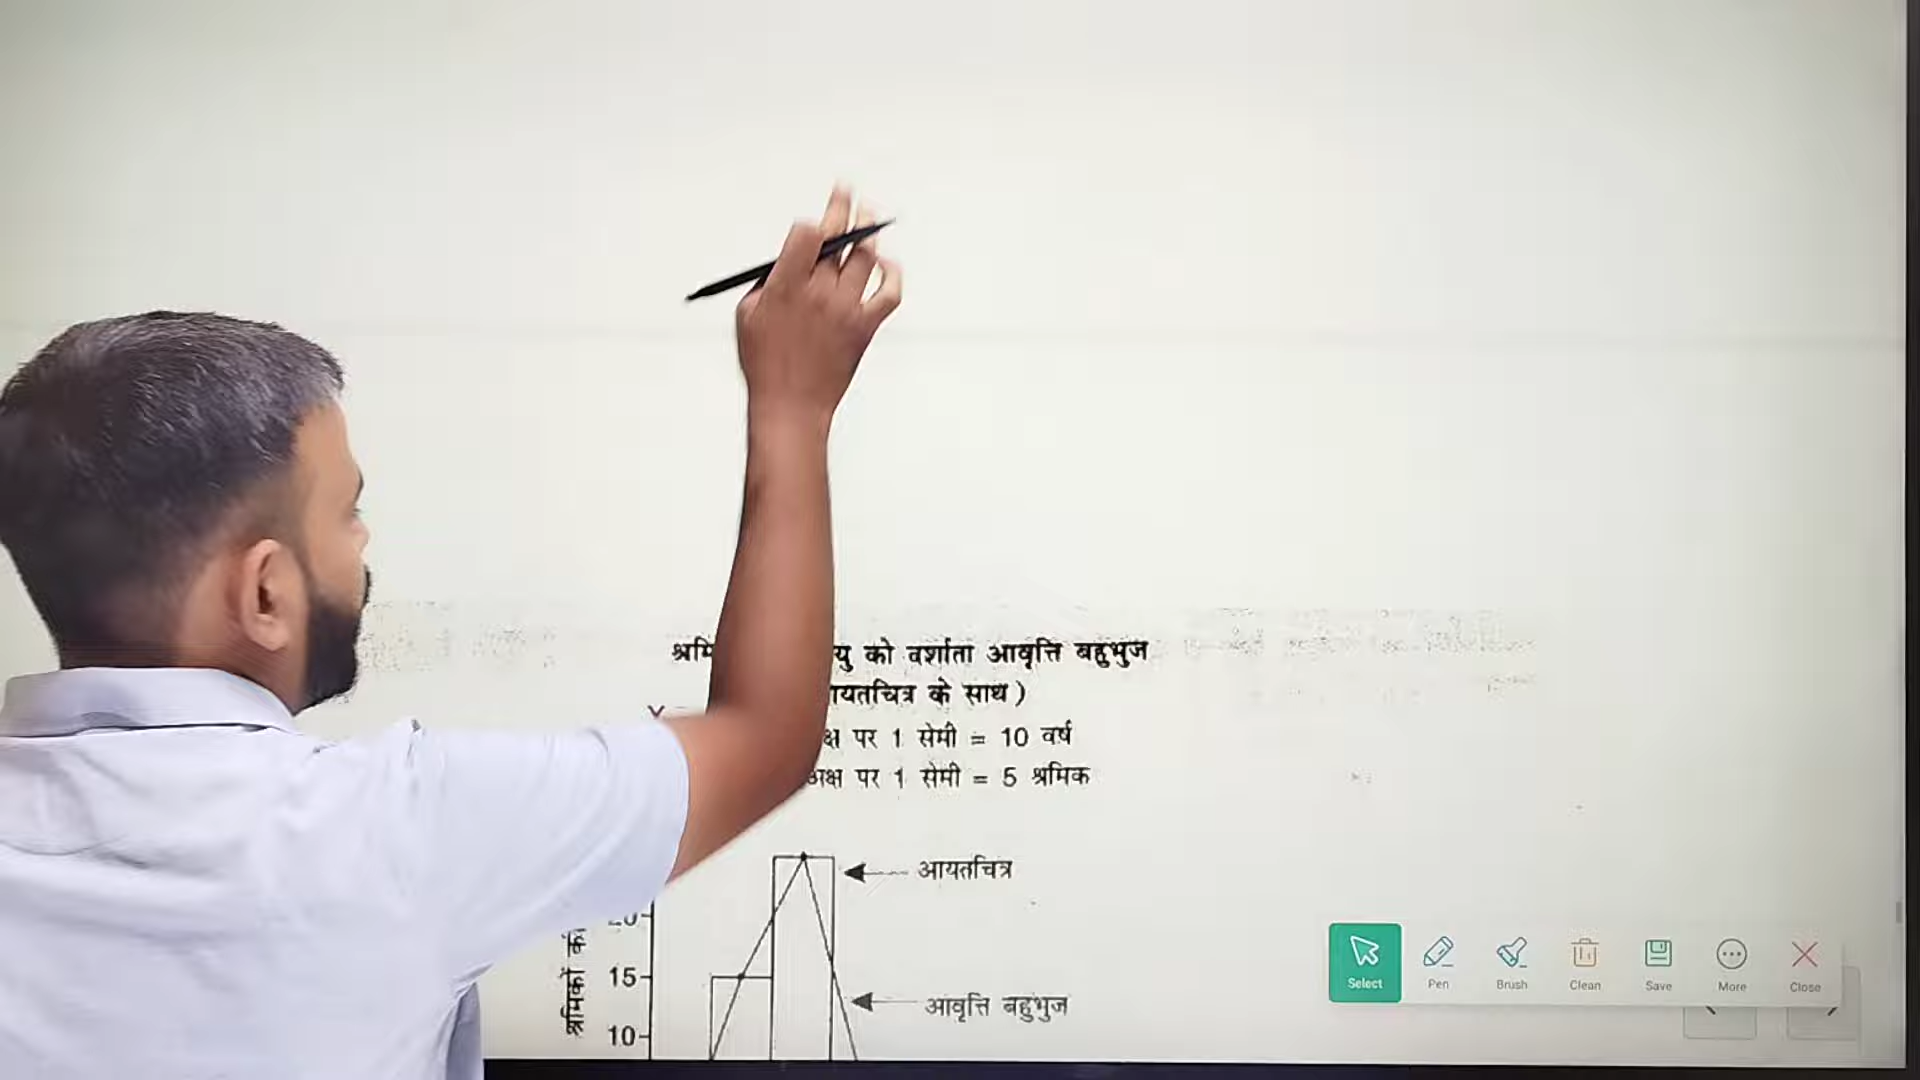 को दर्शाता आवृत्ति बहुभुज
के साथ )
पर 1 सेमी = 10 वर्ष
अक्ष पर 1 सेमी = 5 श्रमिक
आयतचित्र
श्रमिकों
15
आवृत्ति बहुभुज
10
Select Pen Brush Clean Save More Close